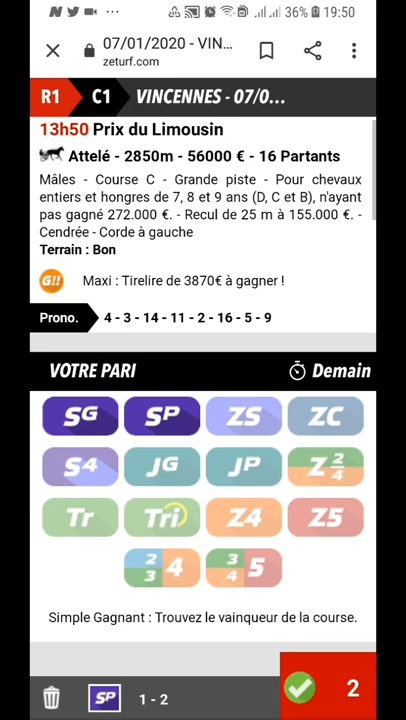 36% 19:50
07/01/2020 - VIN...
zeturf.com
R1 C1 VINCENNES - 07/0...
13h50 Prix du Limousin
Attelé - 2850m - 56000 € - 16 Partants
Mâles - Course C - Grande piste - Pour chevaux
entiers et hongres de 7, 8 et 9 ans (D, C et B), n'ayant
pas gagné 272.000 €. - Recul de 25 m à 155.000 €. -
Cendrée - Corde à gauche
Terrain : Bon
G!! Maxi : Tirelire de 3870€ à gagner !
Prono. 4 - 3 - 14 - 11 - 2 - 16 - 5 - 9
VOTRE PARI Demain
SG SP ZS ZC
S4 JG JP Z 2/4
Tr Tri Z4 Z5
2/3 4 3/4 5
Simple Gagnant : Trouvez le vainqueur de la course.
SP 1 - 2 2